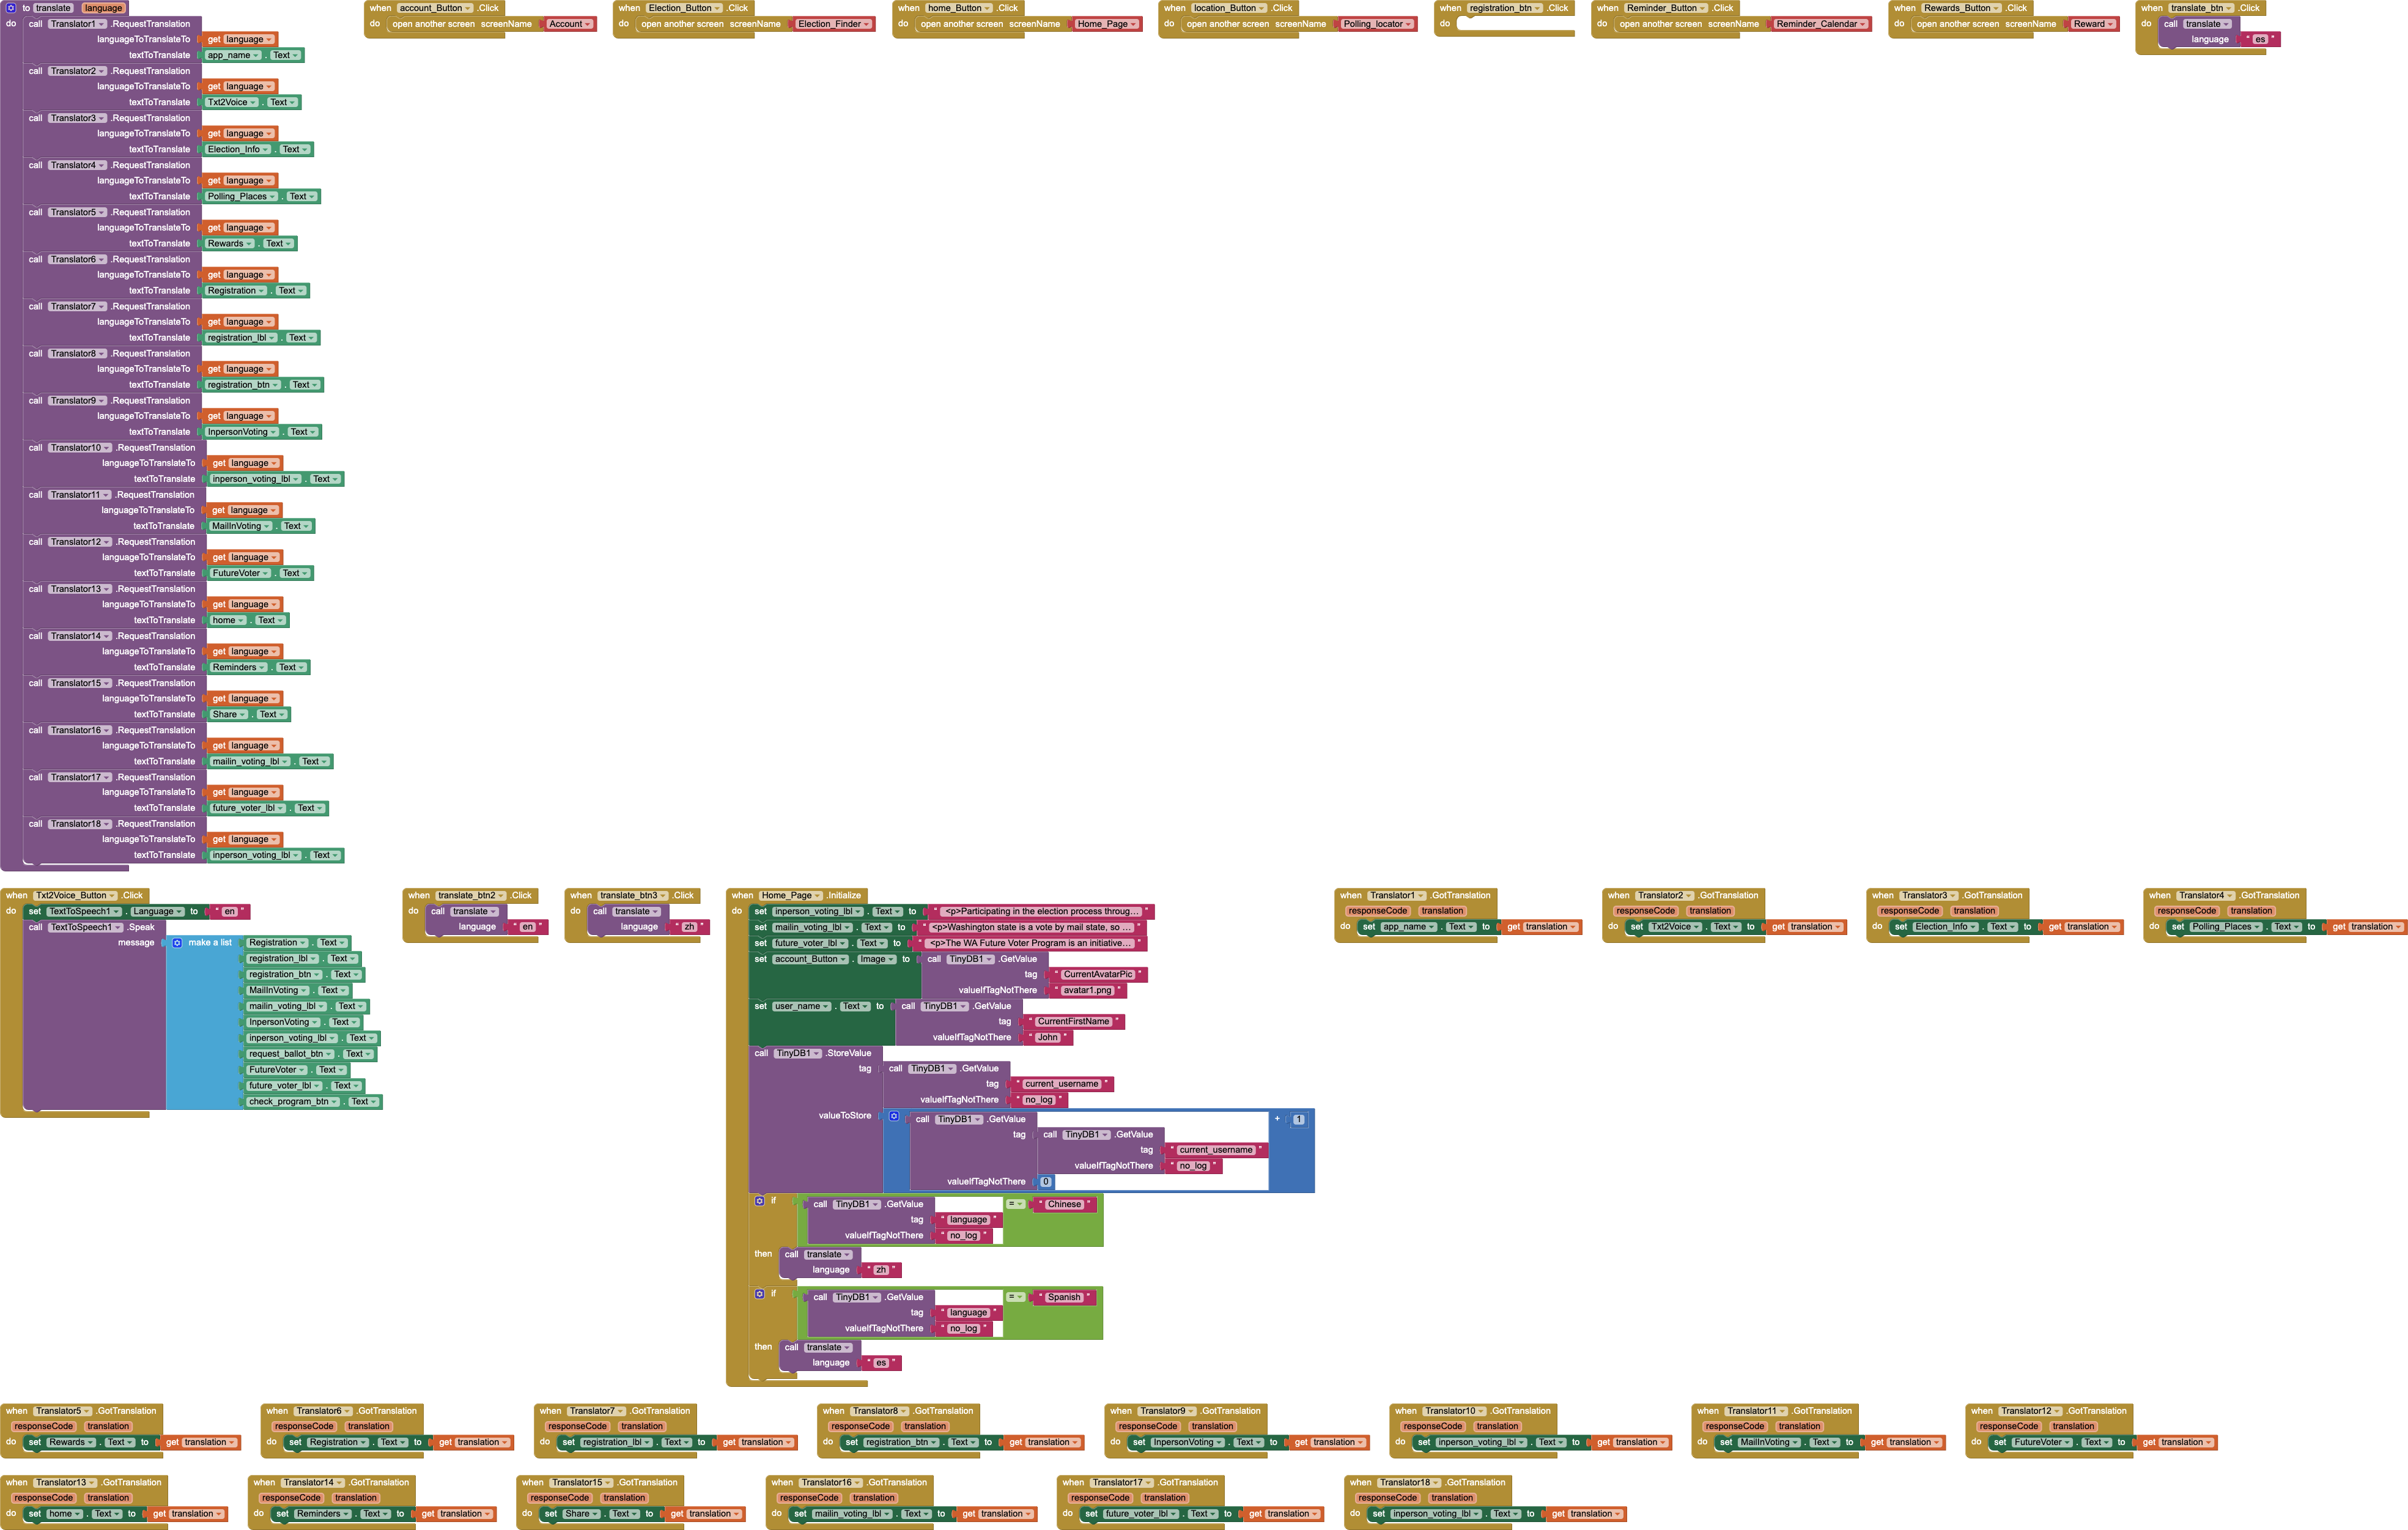 to translate language
do call Translator1 .RequestTranslation
languageToTranslateTo get language
textToTranslate app_name . Text
call Translator2 .RequestTranslation
languageToTranslateTo get language
textToTranslate Txt2Voice . Text
call Translator3 .RequestTranslation
languageToTranslateTo get language
textToTranslate Election_Info . Text
call Translator4 .RequestTranslation
languageToTranslateTo get language
textToTranslate Polling_Places . Text
call Translator5 .RequestTranslation
languageToTranslateTo get language
textToTranslate Rewards . Text
call Translator6 .RequestTranslation
languageToTranslateTo get language
textToTranslate Registration . Text
call Translator7 .RequestTranslation
languageToTranslateTo get language
textToTranslate registration_lbl . Text
call Translator8 .RequestTranslation
languageToTranslateTo get language
textToTranslate registration_btn . Text
call Translator9 .RequestTranslation
languageToTranslateTo get language
textToTranslate InpersonVoting . Text
call Translator10 .RequestTranslation
languageToTranslateTo get language
textToTranslate inperson_voting_lbl . Text
call Translator11 .RequestTranslation
languageToTranslateTo get language
textToTranslate MailInVoting . Text
call Translator12 .RequestTranslation
languageToTranslateTo get language
textToTranslate FutureVoter . Text
call Translator13 .RequestTranslation
languageToTranslateTo get language
textToTranslate home . Text
call Translator14 .RequestTranslation
languageToTranslateTo get language
textToTranslate Reminders . Text
call Translator15 .RequestTranslation
languageToTranslateTo get language
textToTranslate Share . Text
call Translator16 .RequestTranslation
languageToTranslateTo get language
textToTranslate mailin_voting_lbl . Text
call Translator17 .RequestTranslation
languageToTranslateTo get language
textToTranslate future_voter_lbl . Text
call Translator18 .RequestTranslation
languageToTranslateTo get language
textToTranslate inperson_voting_lbl . Text
when account_Button .Click
do open another screen screenName Account
when Election_Button .Click
do open another screen screenName Election_Finder
when home_Button .Click
do open another screen screenName Home_Page
when location_Button .Click
do open another screen screenName Polling_locator
when registration_btn .Click
do
when Reminder_Button .Click
do open another screen screenName Reminder_Calendar
when Rewards_Button .Click
do open another screen screenName Reward
when translate_btn .Click
do call translate
language " es "
when Txt2Voice_Button .Click
do set TextToSpeech1 . Language to " en "
call TextToSpeech1 .Speak
message make a list Registration . Text
registration_lbl . Text
registration_btn . Text
MailInVoting . Text
mailin_voting_lbl . Text
InpersonVoting . Text
inperson_voting_lbl . Text
request_ballot_btn . Text
FutureVoter . Text
future_voter_lbl . Text
check_program_btn . Text
when translate_btn2 .Click
do call translate
language " en "
when translate_btn3 .Click
do call translate
language " zh "
when Home_Page .Initialize
do set inperson_voting_lbl . Text to " <p>Participating in the election process throug... "
set mailin_voting_lbl . Text to " <p>Washington state is a vote by mail state, so ... "
set future_voter_lbl . Text to " <p>The WA Future Voter Program is an initiative... "
set account_Button . Image to call TinyDB1 .GetValue
tag " CurrentAvatarPic "
valueIfTagNotThere " avatar1.png "
set user_name . Text to call TinyDB1 .GetValue
tag " CurrentFirstName "
valueIfTagNotThere " John "
call TinyDB1 .StoreValue
tag call TinyDB1 .GetValue
tag " current_username "
valueIfTagNotThere " no_log "
valueToStore call TinyDB1 .GetValue + 1
tag call TinyDB1 .GetValue
tag " current_username "
valueIfTagNotThere " no_log "
valueIfTagNotThere 0
if call TinyDB1 .GetValue = " Chinese "
tag " language "
valueIfTagNotThere " no_log "
then call translate
language " zh "
if call TinyDB1 .GetValue = " Spanish "
tag " language "
valueIfTagNotThere " no_log "
then call translate
language " es "
when Translator1 .GotTranslation
responseCode translation
do set app_name . Text to get translation
when Translator2 .GotTranslation
responseCode translation
do set Txt2Voice . Text to get translation
when Translator3 .GotTranslation
responseCode translation
do set Election_Info . Text to get translation
when Translator4 .GotTranslation
responseCode translation
do set Polling_Places . Text to get translation
when Translator5 .GotTranslation
responseCode translation
do set Rewards . Text to get translation
when Translator6 .GotTranslation
responseCode translation
do set Registration . Text to get translation
when Translator7 .GotTranslation
responseCode translation
do set registration_lbl . Text to get translation
when Translator8 .GotTranslation
responseCode translation
do set registration_btn . Text to get translation
when Translator9 .GotTranslation
responseCode translation
do set InpersonVoting . Text to get translation
when Translator10 .GotTranslation
responseCode translation
do set inperson_voting_lbl . Text to get translation
when Translator11 .GotTranslation
responseCode translation
do set MailInVoting . Text to get translation
when Translator12 .GotTranslation
responseCode translation
do set FutureVoter . Text to get translation
when Translator13 .GotTranslation
responseCode translation
do set home . Text to get translation
when Translator14 .GotTranslation
responseCode translation
do set Reminders . Text to get translation
when Translator15 .GotTranslation
responseCode translation
do set Share . Text to get translation
when Translator16 .GotTranslation
responseCode translation
do set mailin_voting_lbl . Text to get translation
when Translator17 .GotTranslation
responseCode translation
do set future_voter_lbl . Text to get translation
when Translator18 .GotTranslation
responseCode translation
do set inperson_voting_lbl . Text to get translation